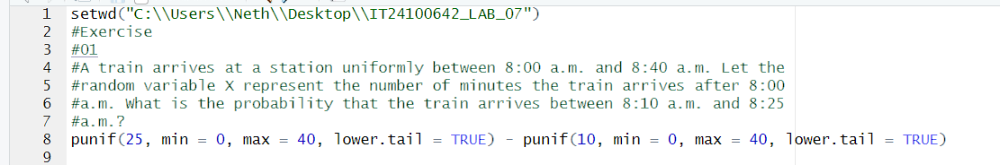 1 setwd("C:\\Users\\Neth\\Desktop\\IT24100642_LAB_07")
2 #Exercise
3 #01
4 #A train arrives at a station uniformly between 8:00 a.m. and 8:40 a.m. Let the
5 #random variable X represent the number of minutes the train arrives after 8:00
6 #a.m. What is the probability that the train arrives between 8:10 a.m. and 8:25
7 #a.m.?
8 punif(25, min = 0, max = 40, lower.tail = TRUE) - punif(10, min = 0, max = 40, lower.tail = TRUE)
9